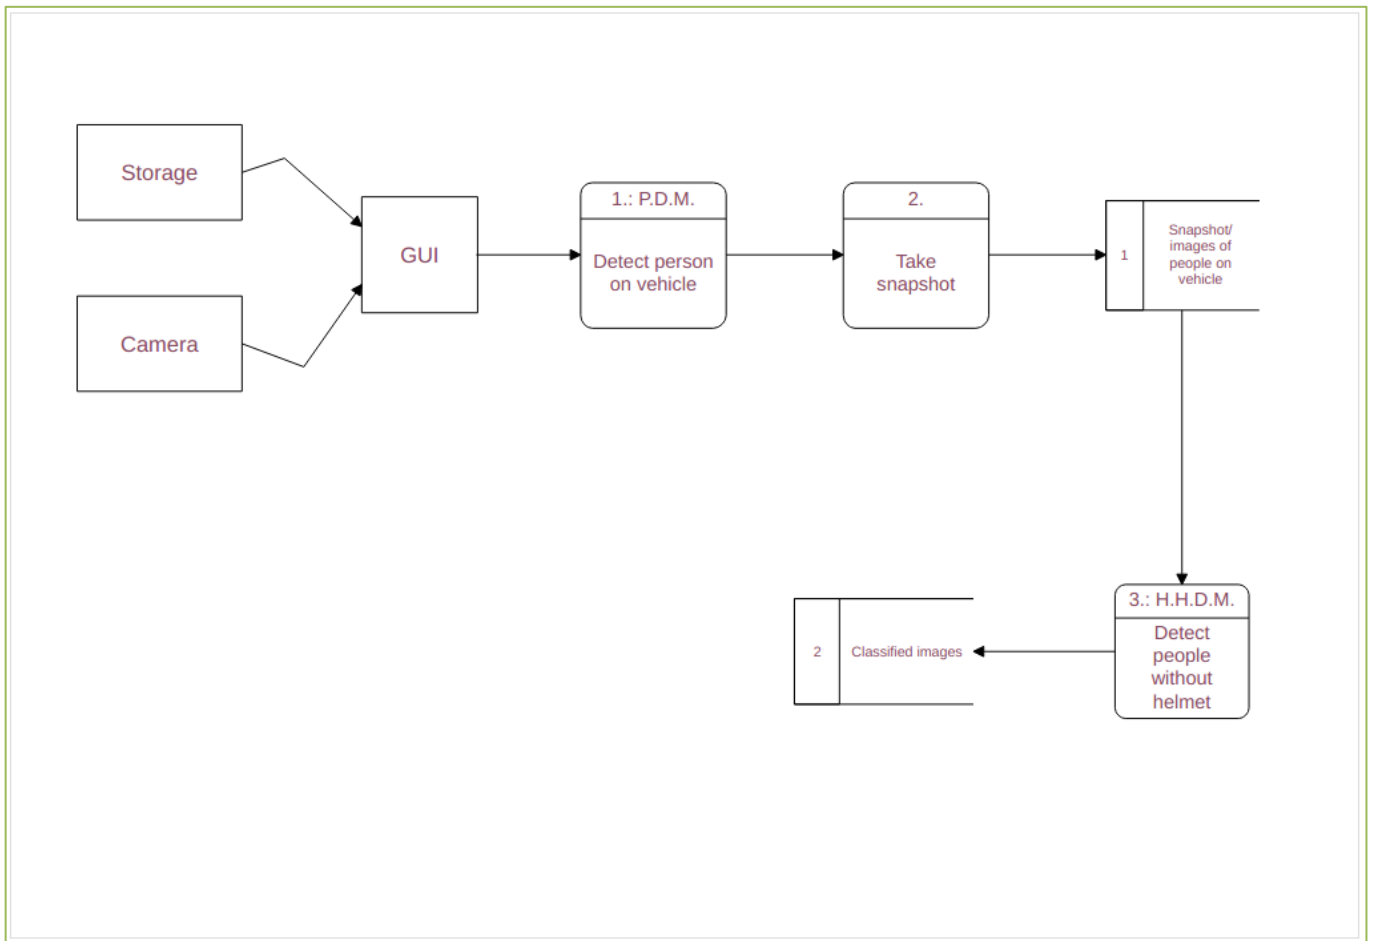 Storage
Camera
GUI
1.: P.D.M.
Detect person
on vehicle
2.
Take
snapshot
1
Snapshot/
images of
people on
vehicle
3.: H.H.D.M.
Detect
people
without
helmet
2
Classified images